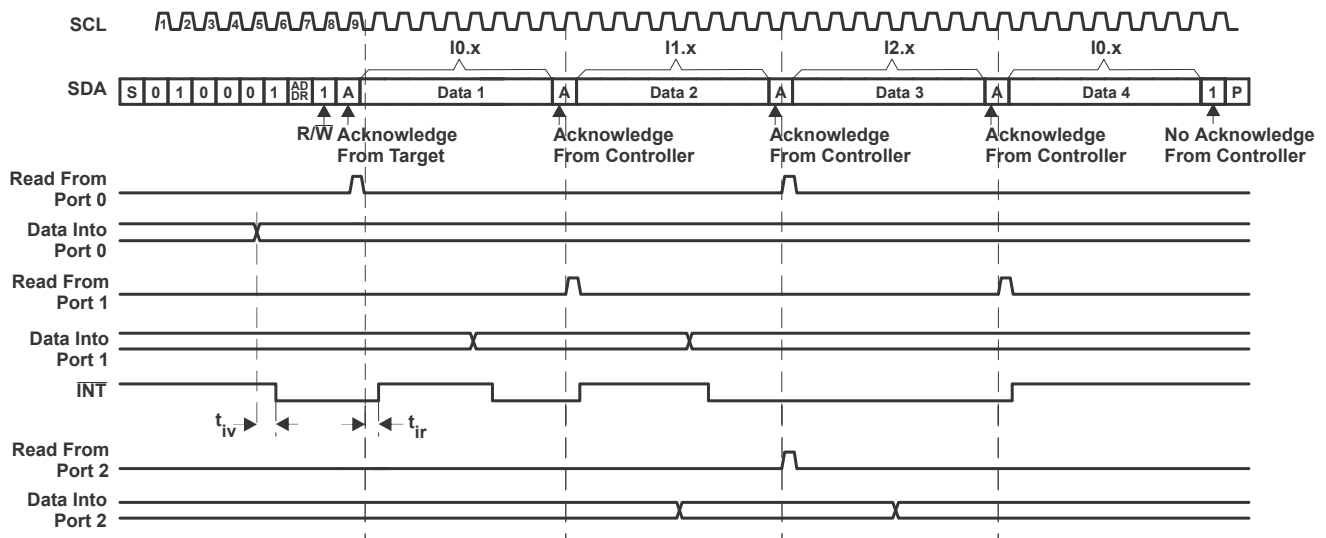 SCL
1 2 3 4 5 6 7 8 9
I0.x I1.x I2.x I0.x
SDA S 0 1 0 0 0 1 AD DR 1 A Data 1 A Data 2 A Data 3 A Data 4 1 P
R/W Acknowledge From Target
Acknowledge From Controller
Acknowledge From Controller
Acknowledge From Controller
No Acknowledge From Controller
Read From
Port 0
Data Into
Port 0
Read From
Port 1
Data Into
Port 1
INT
tiv
tir
Read From
Port 2
Data Into
Port 2